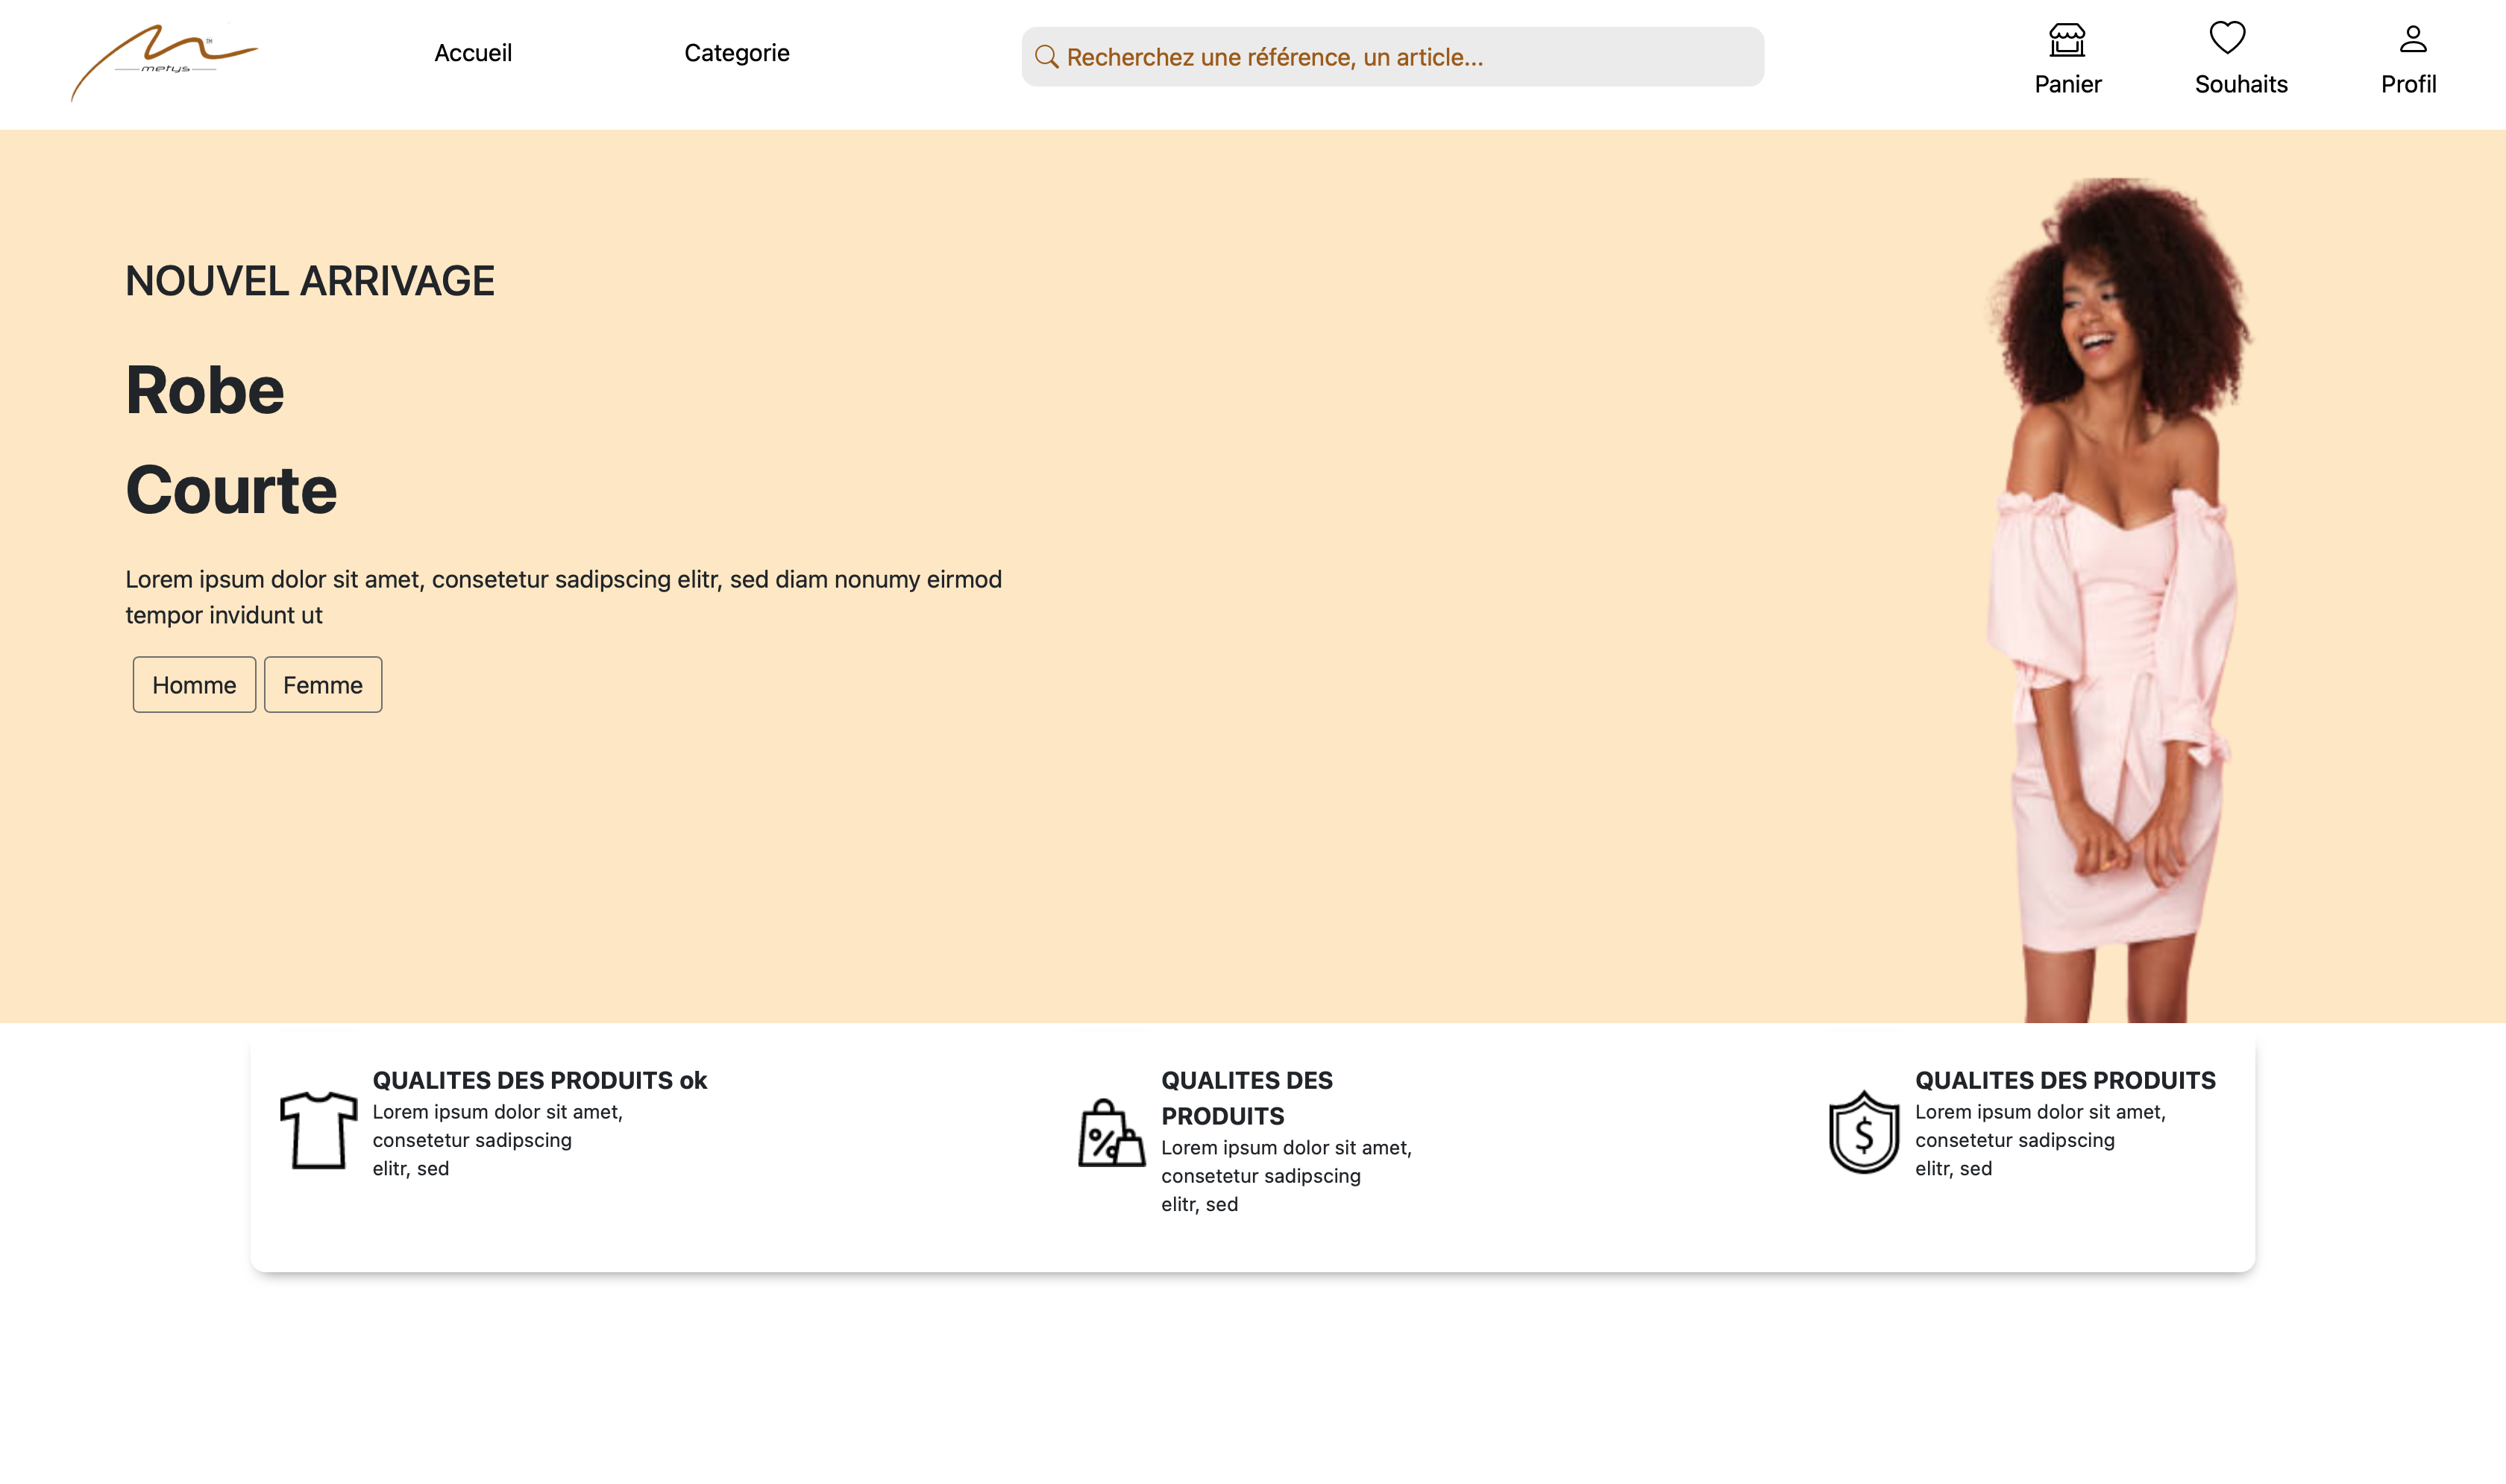 metys
TM
Accueil
Categorie
Recherchez une référence, un article...
Panier
Souhaits
Profil
NOUVEL ARRIVAGE
Robe
Courte
Lorem ipsum dolor sit amet, consetetur sadipscing elitr, sed diam nonumy eirmod
tempor invidunt ut
Homme
Femme
QUALITES DES PRODUITS ok
Lorem ipsum dolor sit amet,
consetetur sadipscing
elitr, sed
QUALITES DES
PRODUITS
Lorem ipsum dolor sit amet,
consetetur sadipscing
elitr, sed
QUALITES DES PRODUITS
Lorem ipsum dolor sit amet,
consetetur sadipscing
elitr, sed